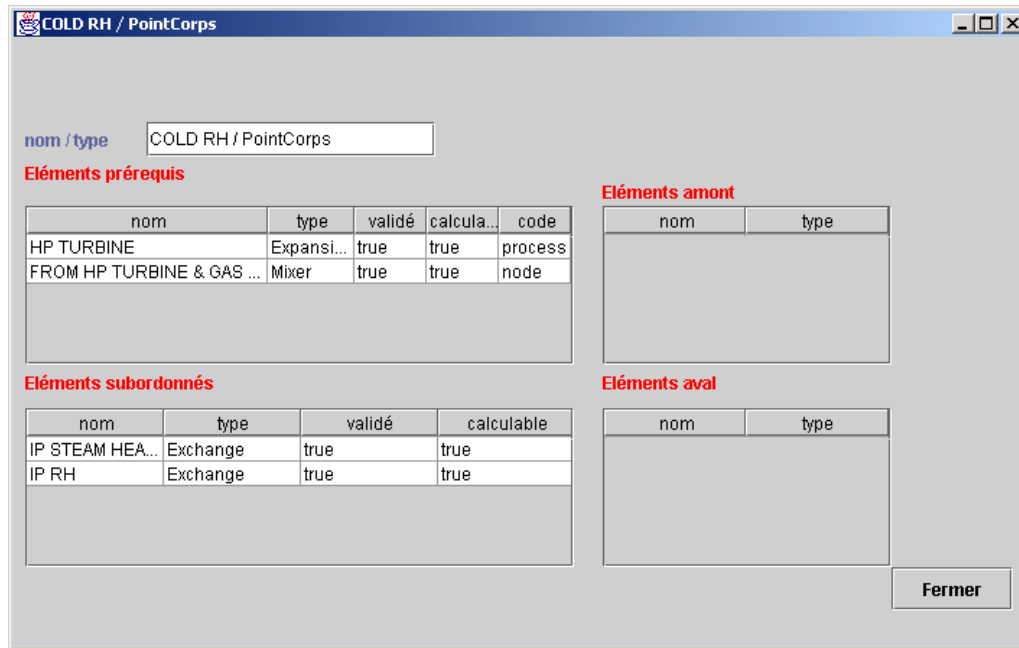 COLD RH / PointCorps
nom / type COLD RH / PointCorps
Eléments prérequis
nom type validé calcula... code
HP TURBINE Expansi... true true process
FROM HP TURBINE & GAS ... Mixer true true node
Eléments amont
nom type
Eléments subordonnés
nom type validé calculable
IP STEAM HEA... Exchange true true
IP RH Exchange true true
Eléments aval
nom type
Fermer